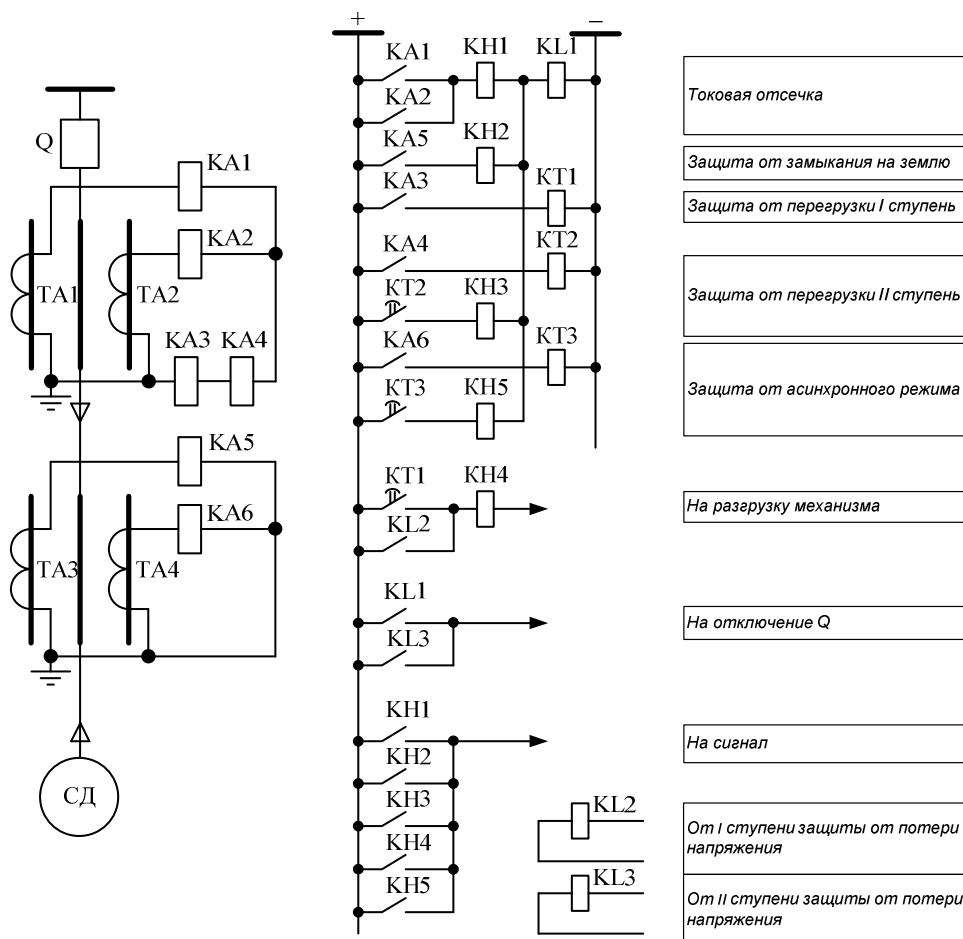 +
−
Q
KA1
KA2
TA1
TA2
KA3
KA4
KA5
KA6
TA3
TA4
СД
KA1
KH1
KL1
KA2
KA5
KH2
KA3
KT1
KA4
KT2
KT2
KH3
KA6
KT3
KT3
KH5
KT1
KH4
KL2
KL1
KL3
KH1
KH2
KH3
KH4
KH5
KL2
KL3
Токовая отсечка
Защита от замыкания на землю
Защита от перегрузки I ступень
Защита от перегрузки II ступень
Защита от асинхронного режима
На разгрузку механизма
На отключение Q
На сигнал
От I ступени защиты от потери
напряжения
От II ступени защиты от потери
напряжения